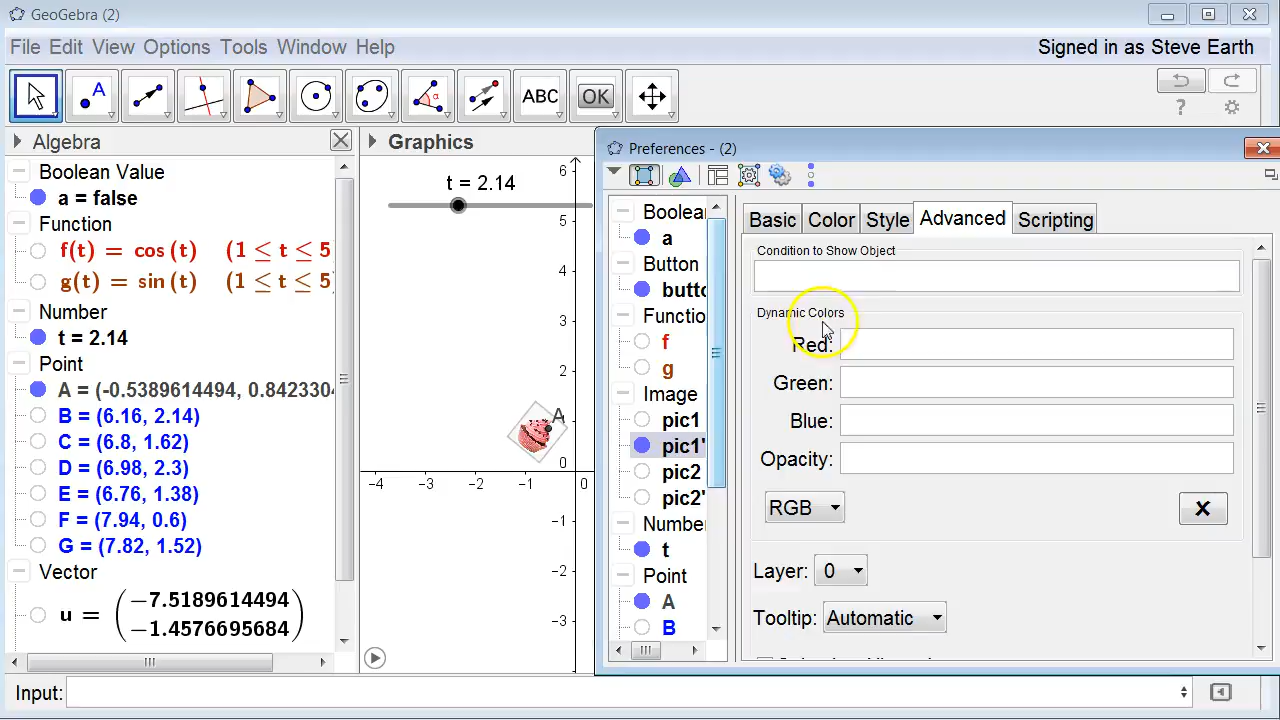 GeoGebra (2)
File Edit View Options Tools Window Help
Signed in as Steve Earth
A
α
ABC
OK
?
Algebra
Boolean Value
a = false
Function
f(t) = cos (t) (1 ≤ t ≤ 5
g(t) = sin (t) (1 ≤ t ≤ 5)
Number
t = 2.14
Point
A = (-0.5389614494, 0.8423304
B = (6.16, 2.14)
C = (6.8, 1.62)
D = (6.98, 2.3)
E = (6.76, 1.38)
F = (7.94, 0.6)
G = (7.82, 1.52)
Vector
u = (−7.5189614494
−1.4576695684)
Graphics
t = 2.14
6
5
4
3
2
1
A
0
-4 -3 -2 -1 0
-1
-2
-3
Preferences - (2)
Boolean
a
Button
butto
Functio
f
g
Image
pic1
pic1'
pic2
pic2'
Number
t
Point
A
B
Basic Color Style Advanced Scripting
Condition to Show Object
Dynamic Colors
Red:
Green:
Blue:
Opacity:
RGB
X
Layer: 0
Tooltip: Automatic
Input: